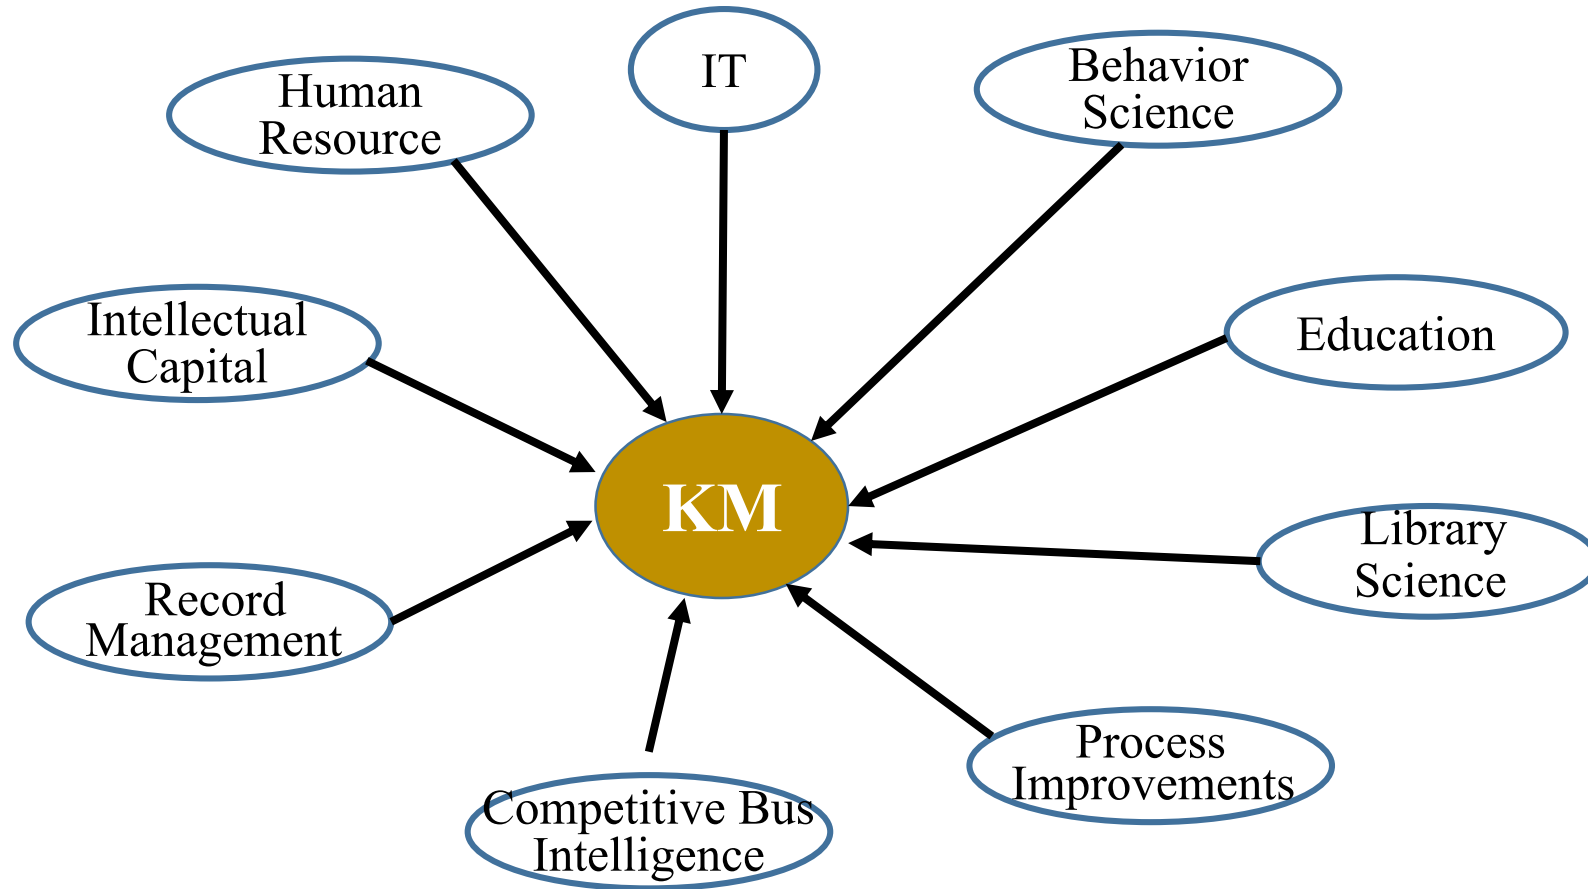 IT
Human
Resource
Behavior
Science
Intellectual
Capital
Education
KM
Library
Science
Record
Management
Process
Improvements
Competitive Bus
Intelligence